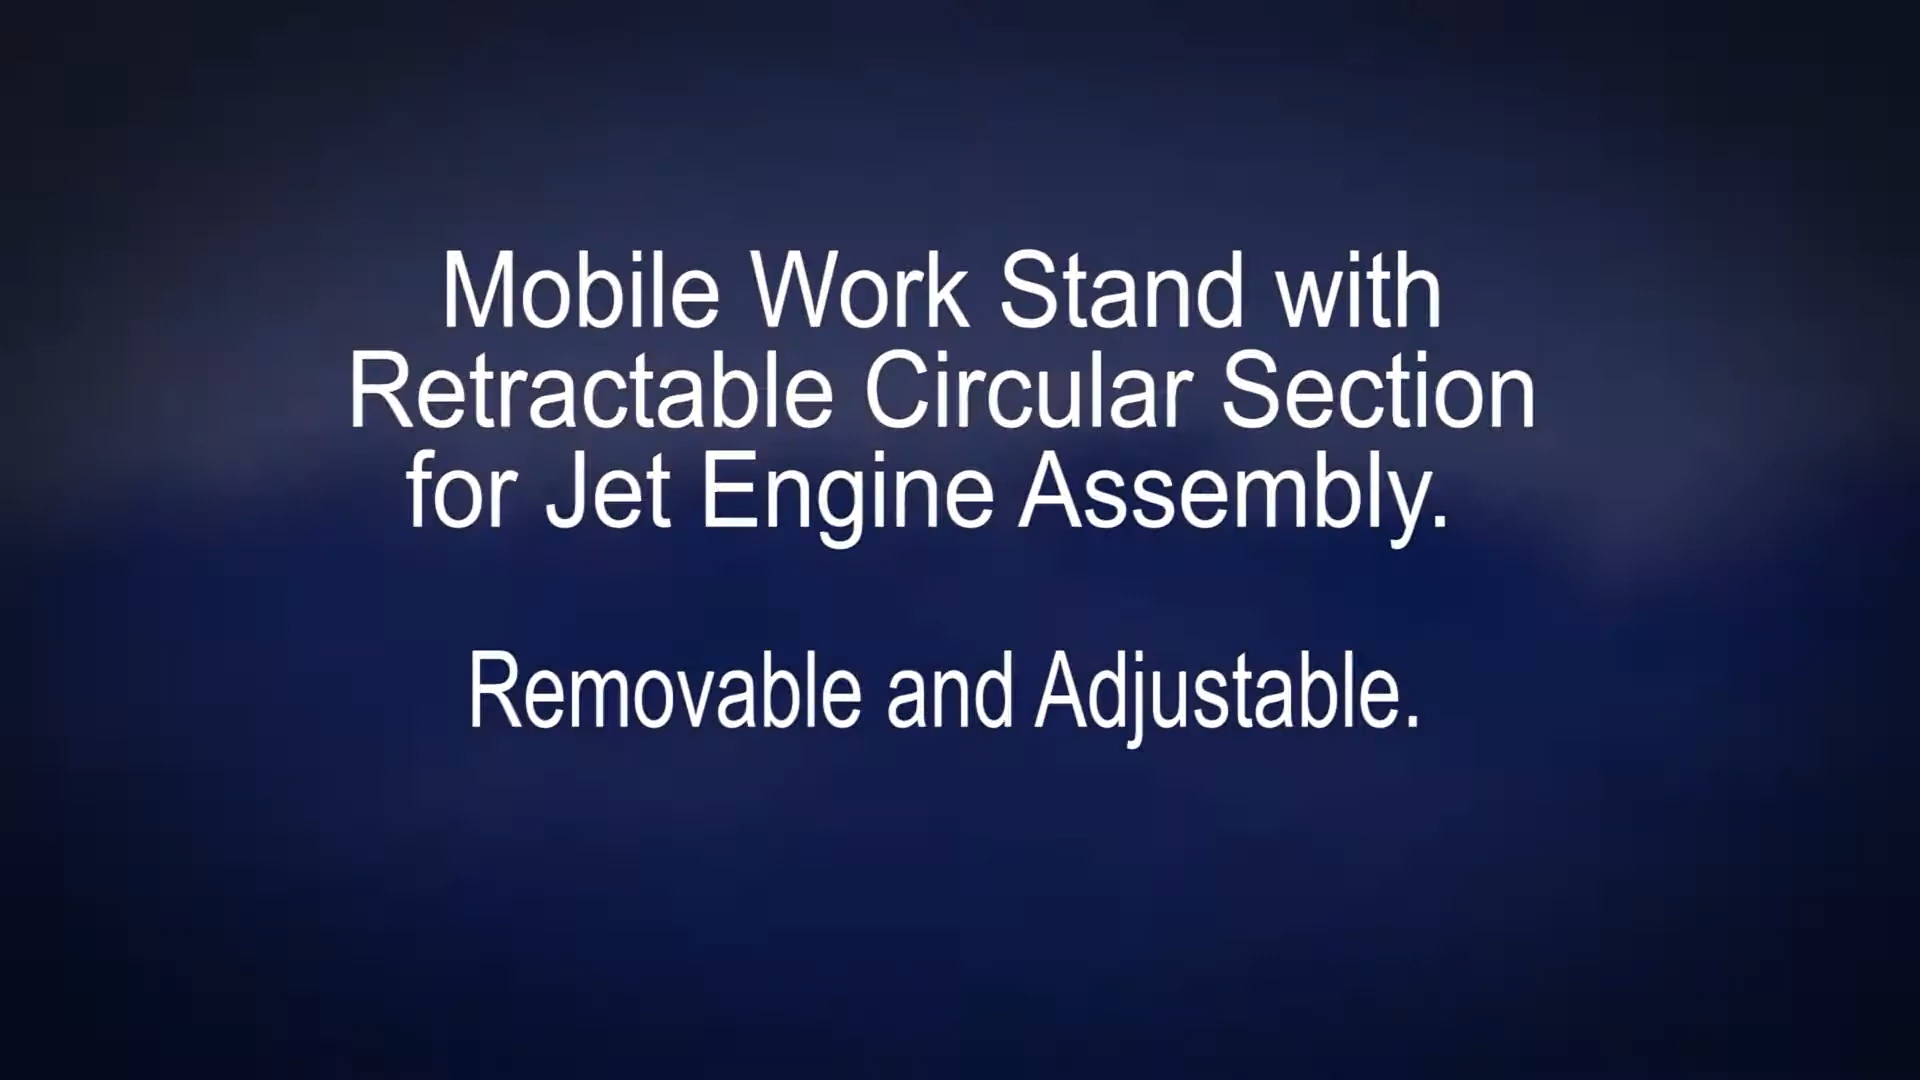 Mobile Work Stand with
Retractable Circular Section
for Jet Engine Assembly.
Removable and Adjustable.